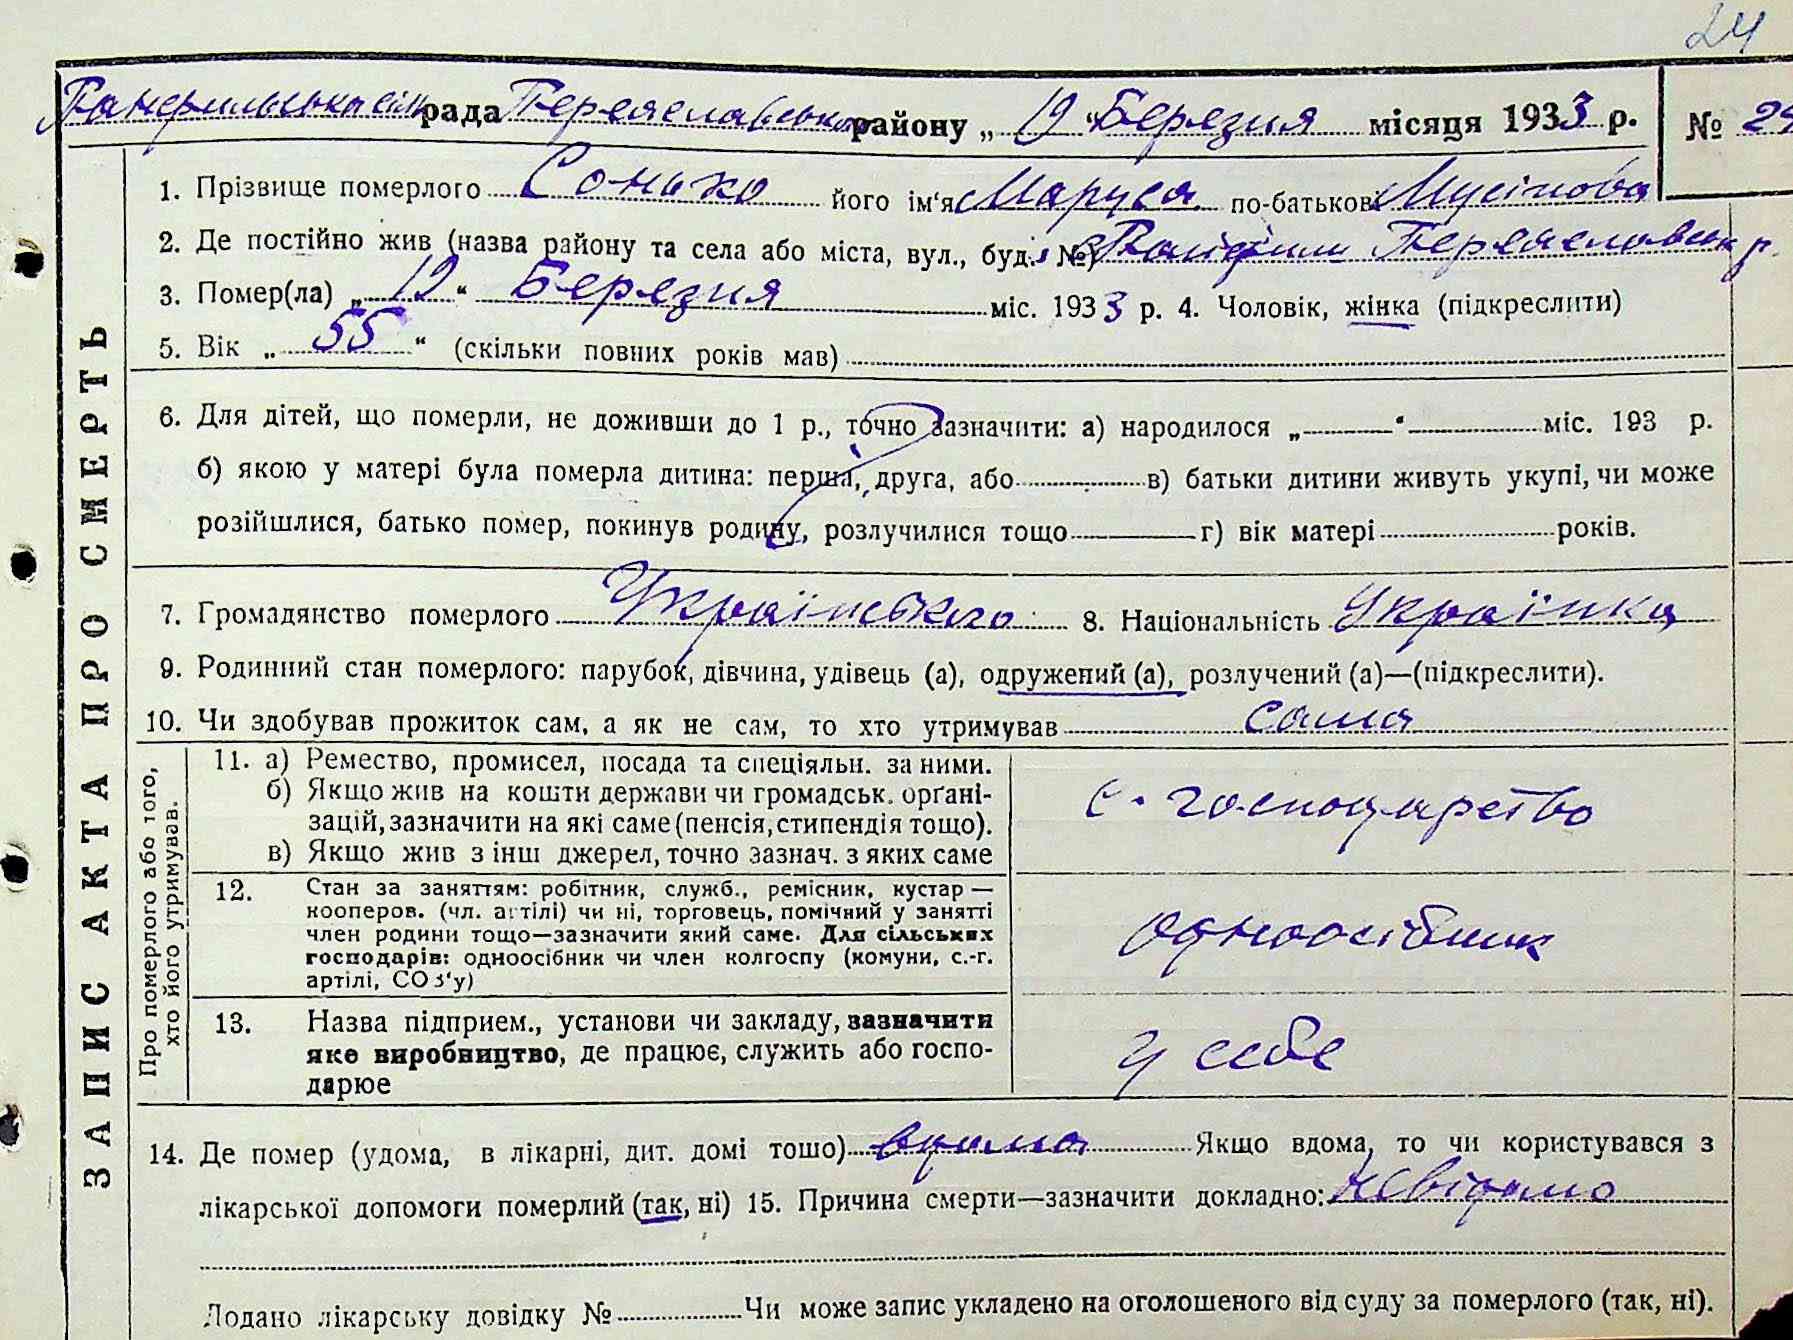 24
Панфильська сіль рада Переяславського району „ 12 “ Березня місяця 1933 р. № 24
ЗАПИС АКТА ПРО СМЕРТЬ
1. Прізвище померлого Сонько його ім'я Маруся по-батькові Мусіїова
2. Де постійно жив (назва району та села або міста, вул., буд. №) Переяславськ р.
3. Помер(ла) „ 12 “ Березня міс. 1933 р. 4. Чоловік, жінка (підкреслити)
5. Вік „ 55 “ (скільки повних років мав)
6. Для дітей, що померли, не доживши до 1 р., точно зазначити: а) народилося „ “ міс. 193 р.
б) якою у матері була померла дитина: перша, друга, або в) батьки дитини живуть укупі, чи може
розійшлися, батько помер, покинув родину, розлучилися тощо г) вік матері років.
7. Громадянство померлого Українського 8. Національність Українка
9. Родинний стан померлого: парубок, дівчина, удівець (а), одружений (а), розлучений (а)—(підкреслити).
10. Чи здобував прожиток сам, а як не сам, то хто утримував сама
Про померлого або того,
хто його утримував.
11. а) Ремество, промисел, посада та спеціяльн. за ними.
б) Якщо жив на кошти держави чи громадськ. орґані-
зацій, зазначити на які саме (пенсія, стипендія тощо).
в) Якщо жив з інш джерел, точно зазнач. з яких саме
с. господарство
12. Стан за заняттям: робітник, служб., ремісник, кустар —
кооперов. (чл. артілі) чи ні, торговець, помічний у занятті
член родини тощо—зазначити який саме. Для сільських
господарів: одноосібник чи член колгоспу (комуни, с.-г.
артілі, СОЗ'у)
одноосібник
13. Назва підприєм., установи чи закладу, зазначити
яке виробництво, де працює, служить або госпо-
дарює
у себе
14. Де помер (удома, в лікарні, дит. домі тощо) вдома Якщо вдома, то чи користувався з
лікарської допомоги померлий (так, ні) 15. Причина смерти—зазначити докладно: невідомо
Додано лікарську довідку № Чи може запис укладено на оголошеного від суду за померлого (так, ні).